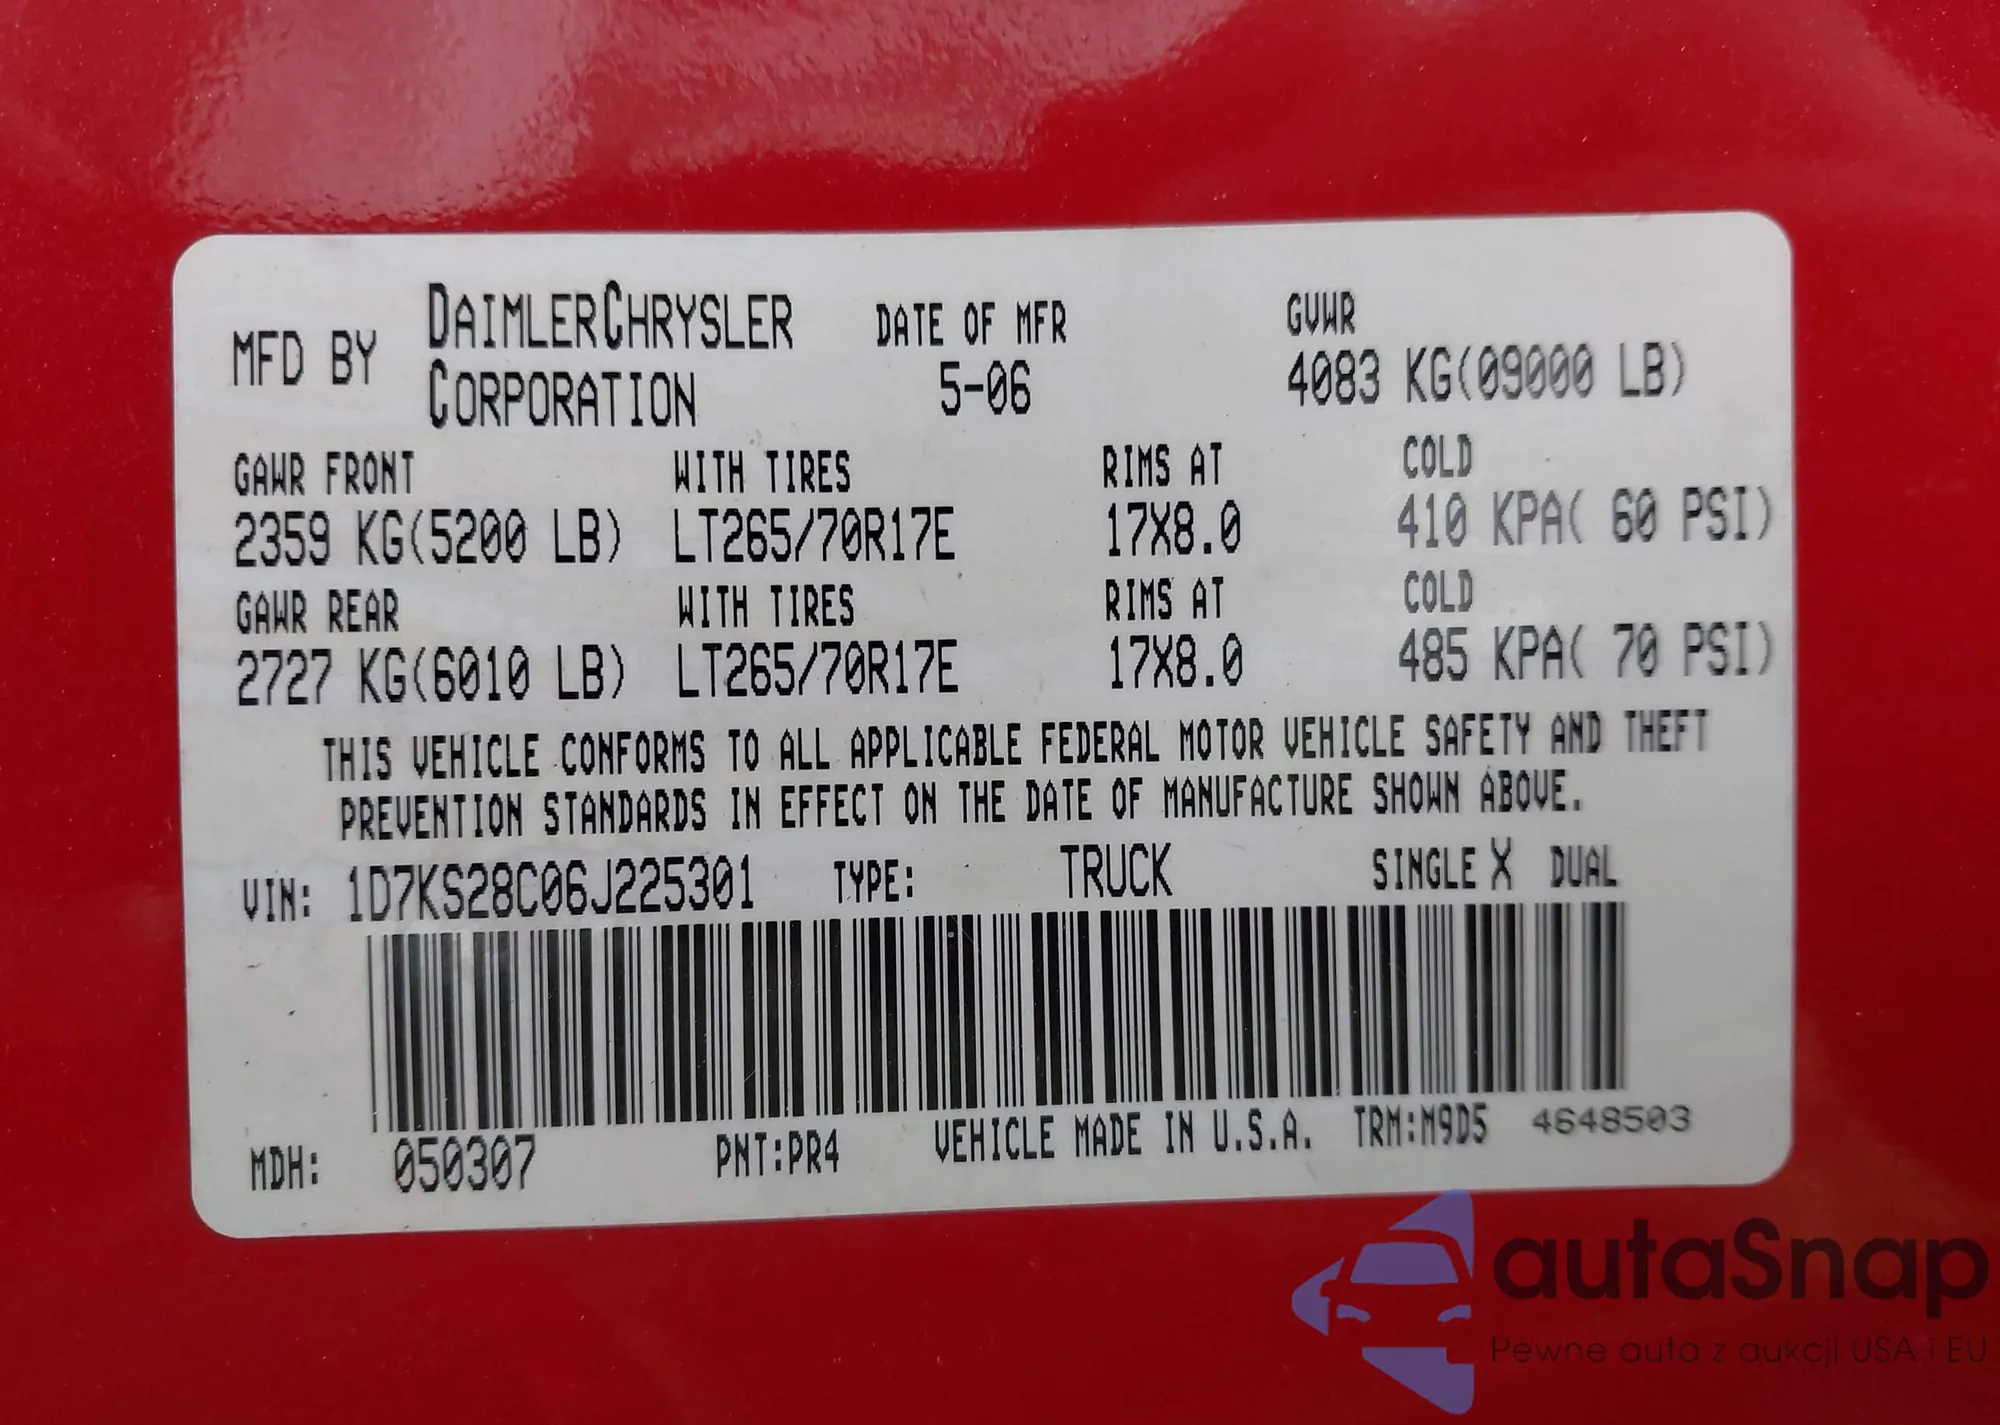 MFD BY DAIMLERCHRYSLER CORPORATION DATE OF MFR 5-06 GVWR 4083 KG(09000 LB)
GAWR FRONT WITH TIRES RIMS AT COLD
2359 KG(5200 LB) LT265/70R17E 17X8.0 410 KPA( 60 PSI)
GAWR REAR WITH TIRES RIMS AT COLD
2727 KG(6010 LB) LT265/70R17E 17X8.0 485 KPA( 70 PSI)
THIS VEHICLE CONFORMS TO ALL APPLICABLE FEDERAL MOTOR VEHICLE SAFETY AND THEFT
PREVENTION STANDARDS IN EFFECT ON THE DATE OF MANUFACTURE SHOWN ABOVE.
VIN: 1D7KS28C06J225301 TYPE: TRUCK SINGLE X DUAL
MDH: 050307 PNT:PR4 VEHICLE MADE IN U.S.A. TRM:M9D5 4648503
autaSnap
Pewne auta z aukcji USA i EU